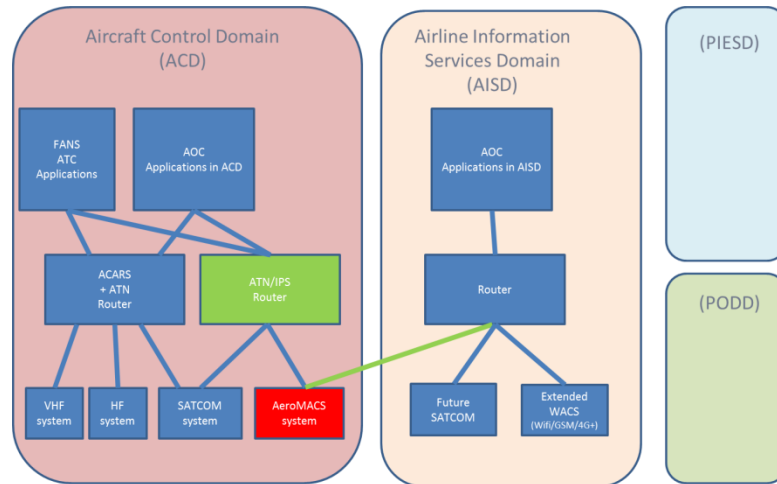 Aircraft Control Domain
(ACD)
Airline Information
Services Domain
(AISD)
(PIESD)
FANS
ATC
Applications
AOC
Applications in ACD
AOC
Applications in AISD
ACARS
+ ATN
Router
ATN/IPS
Router
Router
(PODD)
VHF
system
HF
system
SATCOM
system
AeroMACS
system
Future
SATCOM
Extended
WACS
(Wifi/GSM/4G+)